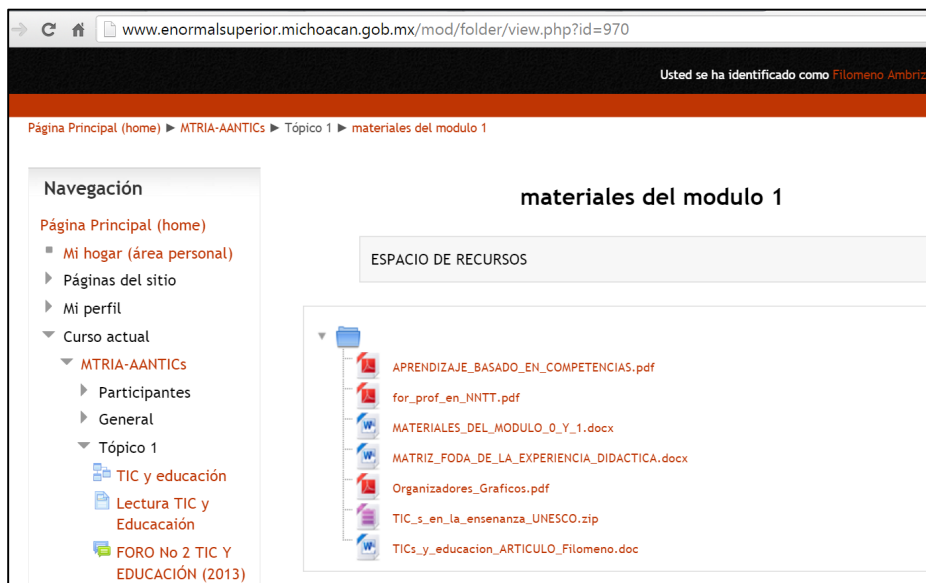 www.enormalsuperior.michoacan.gob.mx/mod/folder/view.php?id=970
Usted se ha identificado como Filomeno Ambriz
Página Principal (home) ► MTRIA-AANTICs ► Tópico 1 ► materiales del modulo 1
Navegación
Página Principal (home)
Mi hogar (área personal)
Páginas del sitio
Mi perfil
Curso actual
MTRIA-AANTICs
Participantes
General
Tópico 1
TIC y educación
Lectura TIC y
Educacaión
FORO No 2 TIC Y
EDUCACIÓN (2013)
materiales del modulo 1
ESPACIO DE RECURSOS
APRENDIZAJE_BASADO_EN_COMPETENCIAS.pdf
for_prof_en_NNTT.pdf
MATERIALES_DEL_MODULO_0_Y_1.docx
MATRIZ_FODA_DE_LA_EXPERIENCIA_DIDACTICA.docx
Organizadores_Graficos.pdf
TIC_s_en_la_ensenanza_UNESCO.zip
TICs_y_educacion_ARTICULO_Filomeno.doc